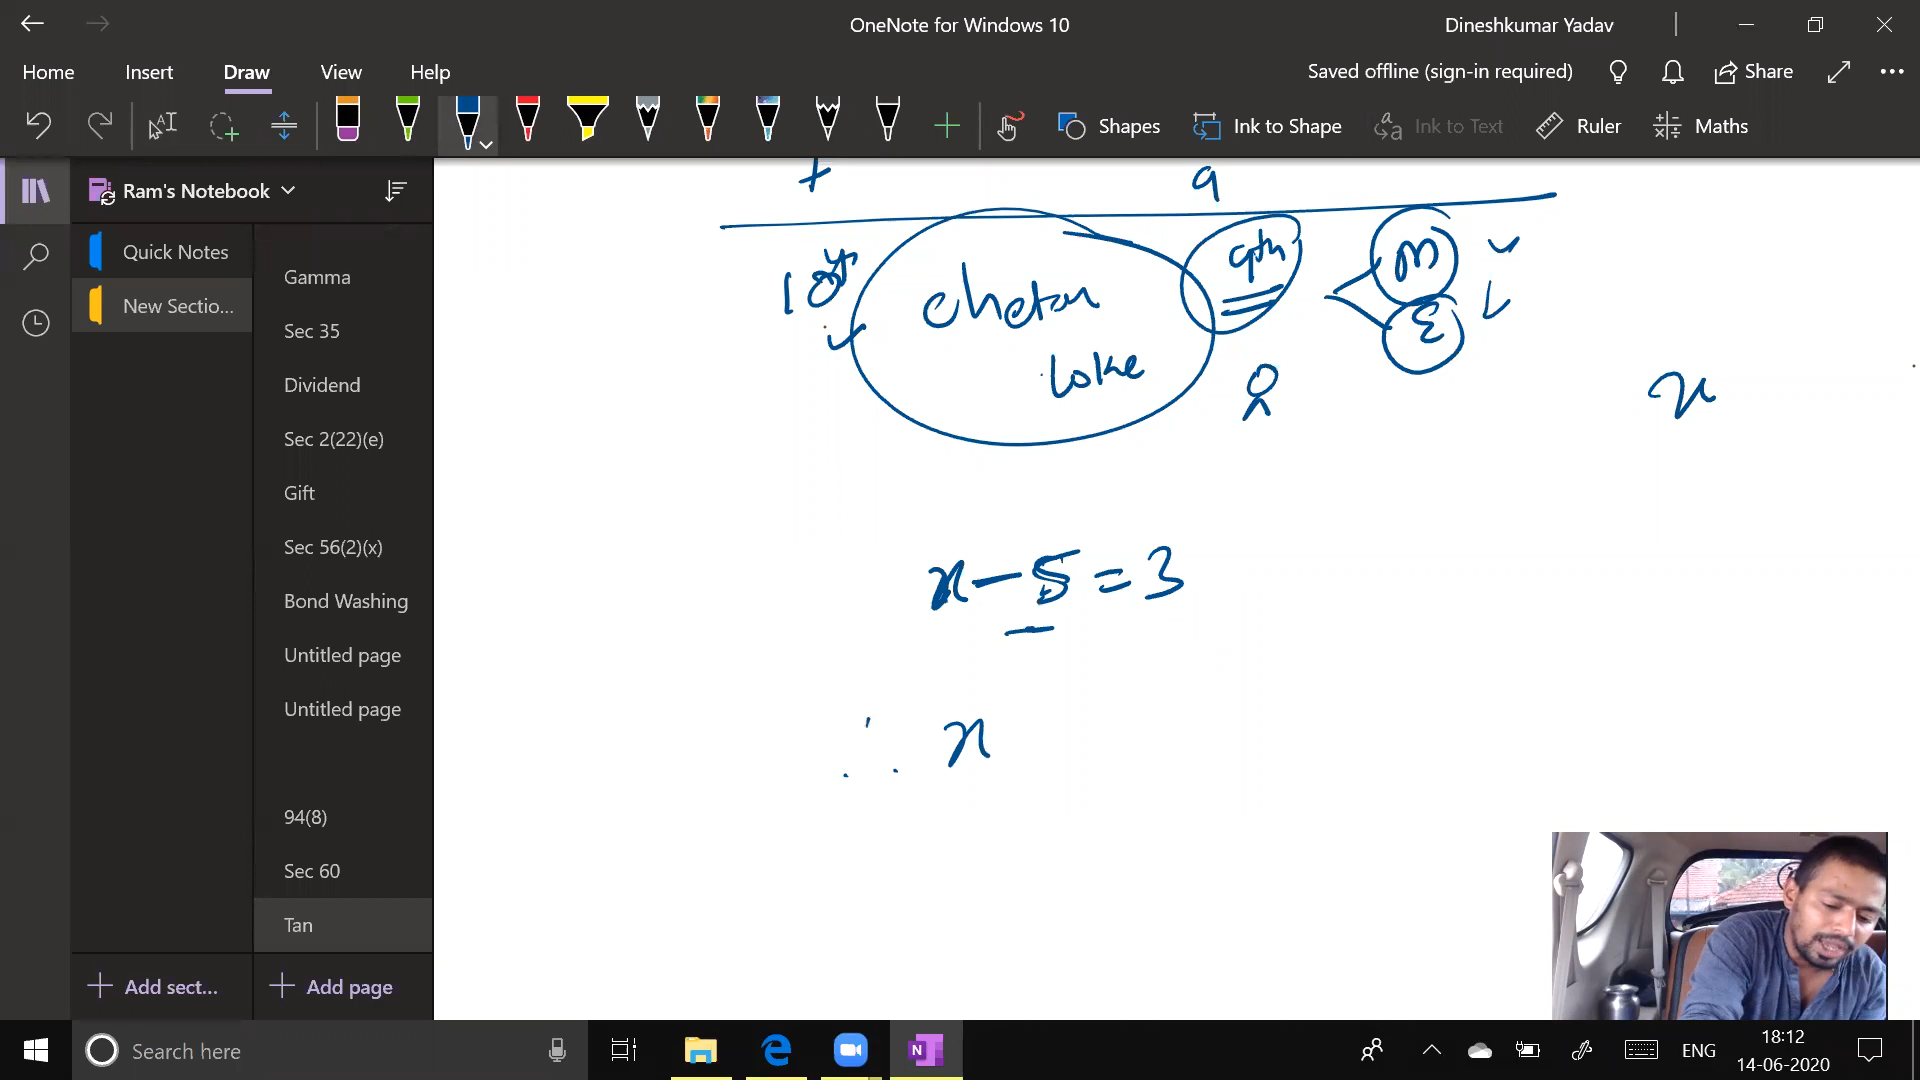 OneNote for Windows 10
Dineshkumar Yadav
Home Insert Draw View Help
Saved offline (sign-in required)
Share
Shapes
Ink to Shape
Ink to Text
Ruler
Maths
Ram's Notebook
Quick Notes
New Sectio...
Gamma
Sec 35
Dividend
Sec 2(22)(e)
Gift
Sec 56(2)(x)
Bond Washing
Untitled page
Untitled page
94(8)
Sec 60
Tan
Add sect...
Add page
9
9th
M
E
chetan
loke
x
x - 5 = 3
∴ x
Search here
ENG
18:12
14-06-2020